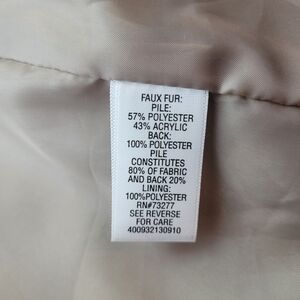 FAUX FUR:
PILE:
57% POLYESTER
43% ACRYLIC
BACK:
100% POLYESTER
PILE
CONSTITUTES
80% OF FABRIC
AND BACK 20%
LINING:
100%POLYESTER
RN#73277
SEE REVERSE
FOR CARE
400932130910